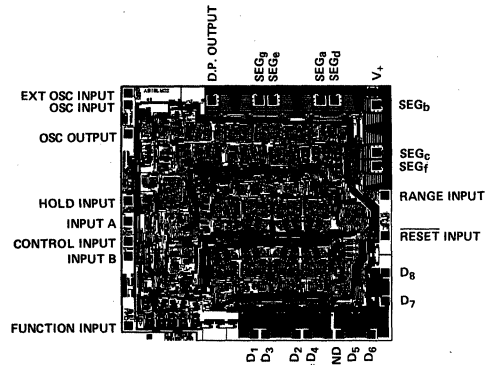 D.P. OUTPUT
SEGg
SEGe
SEGa
SEGd
V+
EXT OSC INPUT
OSC INPUT
OSC OUTPUT
HOLD INPUT
INPUT A
CONTROL INPUT
INPUT B
FUNCTION INPUT
SEGb
SEGc
SEGf
RANGE INPUT
RESET INPUT
D8
D7
D1
D3
D2
D4
ND
D5
D6